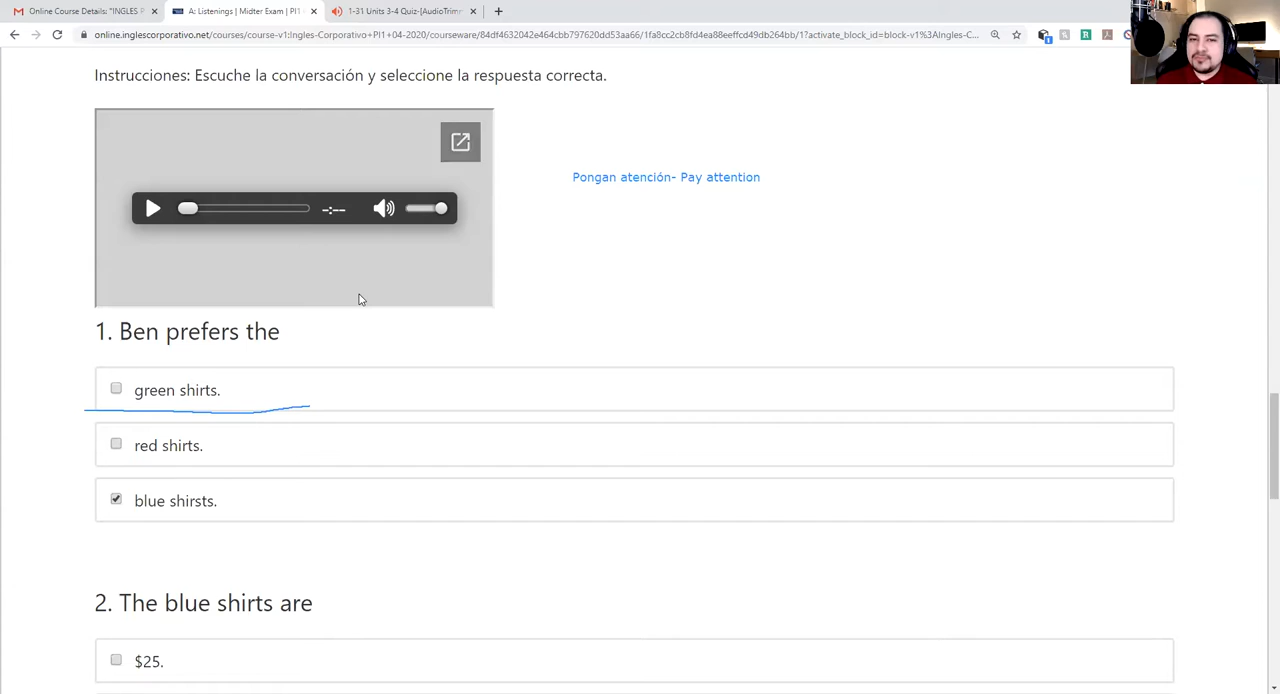 Online Course Details: "INGLES P
A: Listenings | Midter Exam | PI1
1-31 Units 3-4 Quiz-[AudioTrimr
online.inglescorporativo.net/courses/course-v1:Ingles-Corporativo+PI1+04-2020/courseware/84df4632042e464cbb797620dd53aa66/1fa8cc2cb8fd4ea88eeffcd49db264bb/1?activate_block_id=block-v1%3AIngles-C...
Instrucciones: Escuche la conversación y seleccione la respuesta correcta.
-:--
Pongan atención- Pay attention
1. Ben prefers the
green shirts.
red shirts.
blue shirsts.
2. The blue shirts are
$25.